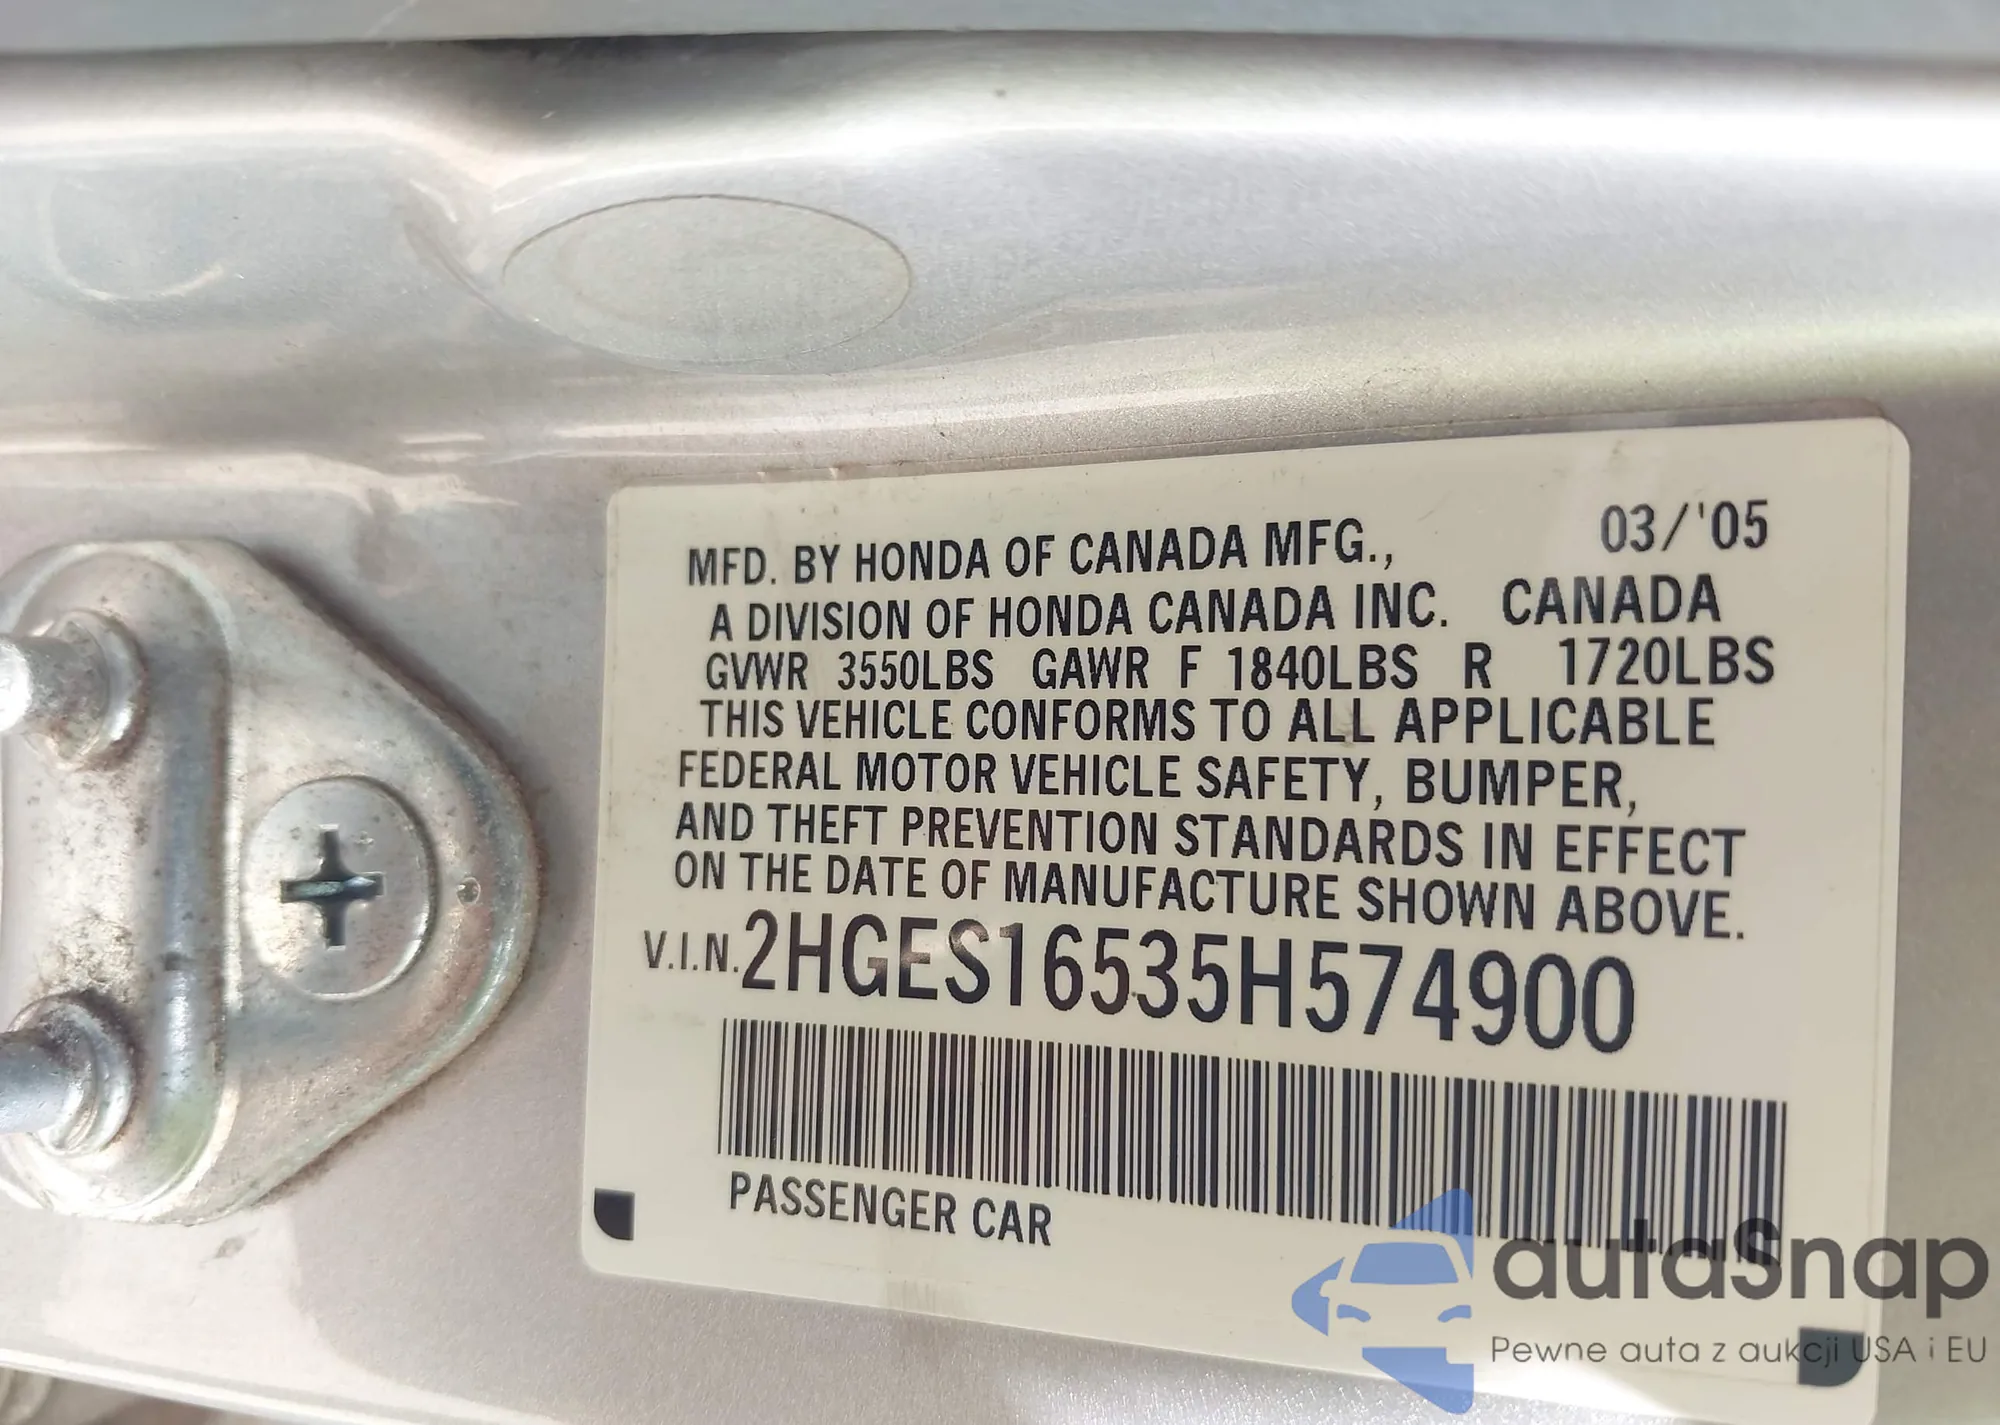 MFD. BY HONDA OF CANADA MFG., 03/'05
A DIVISION OF HONDA CANADA INC. CANADA
GVWR 3550LBS GAWR F 1840LBS R 1720LBS
THIS VEHICLE CONFORMS TO ALL APPLICABLE
FEDERAL MOTOR VEHICLE SAFETY, BUMPER,
AND THEFT PREVENTION STANDARDS IN EFFECT
ON THE DATE OF MANUFACTURE SHOWN ABOVE.
V.I.N. 2HGES16535H574900
PASSENGER CAR
autaSnap
Pewne auta z aukcji USA i EU